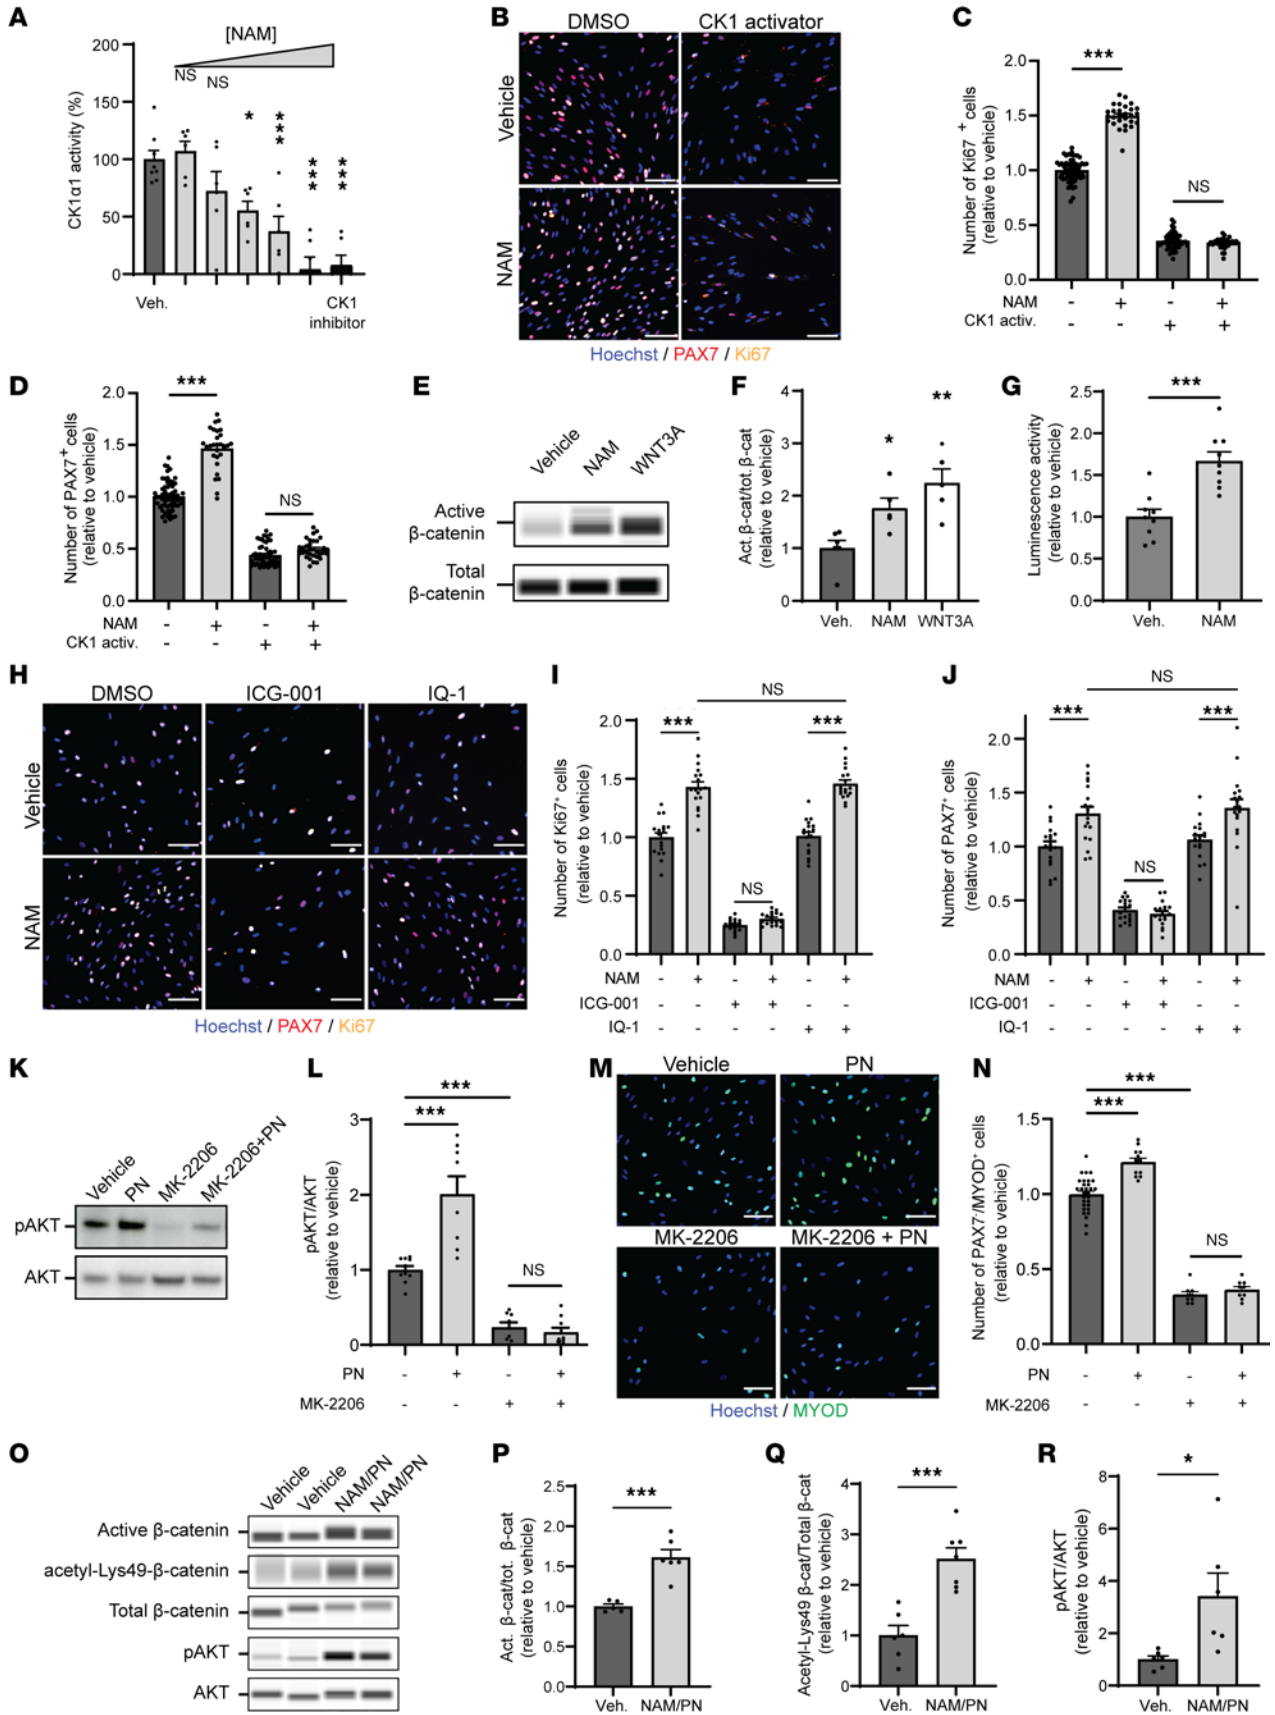 A
[NAM]
CK1α1 activity (%)
200
150
100
50
0
NS
NS
*
***
***
***
Veh.
CK1
inhibitor
B
DMSO
CK1 activator
Vehicle
NAM
Hoechst / PAX7 / Ki67
C
Number of Ki67+ cells
(relative to vehicle)
2.0
1.5
1.0
0.5
0.0
***
NS
NAM - + - +
CK1 activ. - - + +
D
Number of PAX7+ cells
(relative to vehicle)
2.0
1.5
1.0
0.5
0.0
***
NS
NAM - + - +
CK1 activ. - - + +
E
Vehicle
NAM
WNT3A
Active
β-catenin
Total
β-catenin
F
Act. β-cat/tot. β-cat
(relative to vehicle)
4
3
2
1
0
*
**
Veh. NAM WNT3A
G
Luminescence activity
(relative to vehicle)
2.5
2.0
1.5
1.0
0.5
0.0
***
Veh. NAM
H
DMSO
ICG-001
IQ-1
Vehicle
NAM
Hoechst / PAX7 / Ki67
I
Number of Ki67+ cells
(relative to vehicle)
2.0
1.5
1.0
0.5
0.0
NS
***
NS
***
NAM - + - + - +
ICG-001 - - + + - -
IQ-1 - - - - + +
J
Number of PAX7+ cells
(relative to vehicle)
2.0
1.5
1.0
0.5
0.0
NS
***
NS
***
NAM - + - + - +
ICG-001 - - + + - -
IQ-1 - - - - + +
K
Vehicle
PN
MK-2206
MK-2206+PN
pAKT
AKT
L
pAKT/AKT
(relative to vehicle)
3
2
1
0
***
***
NS
PN - + - +
MK-2206 - - + +
M
Vehicle
PN
MK-2206
MK-2206 + PN
Hoechst / MYOD
N
Number of PAX7-/MYOD+ cells
(relative to vehicle)
1.5
1.0
0.5
0.0
***
***
NS
PN - + - +
MK-2206 - - + +
O
Vehicle
Vehicle
NAM/PN
NAM/PN
Active β-catenin
acetyl-Lys49-β-catenin
Total β-catenin
pAKT
AKT
P
Act. β-cat/tot. β-cat
(relative to vehicle)
2.5
2.0
1.5
1.0
0.5
0.0
***
Veh. NAM/PN
Q
Acetyl-Lys49 β-cat/Total β-cat
(relative to vehicle)
4
3
2
1
0
***
Veh. NAM/PN
R
pAKT/AKT
(relative to vehicle)
8
6
4
2
0
*
Veh. NAM/PN